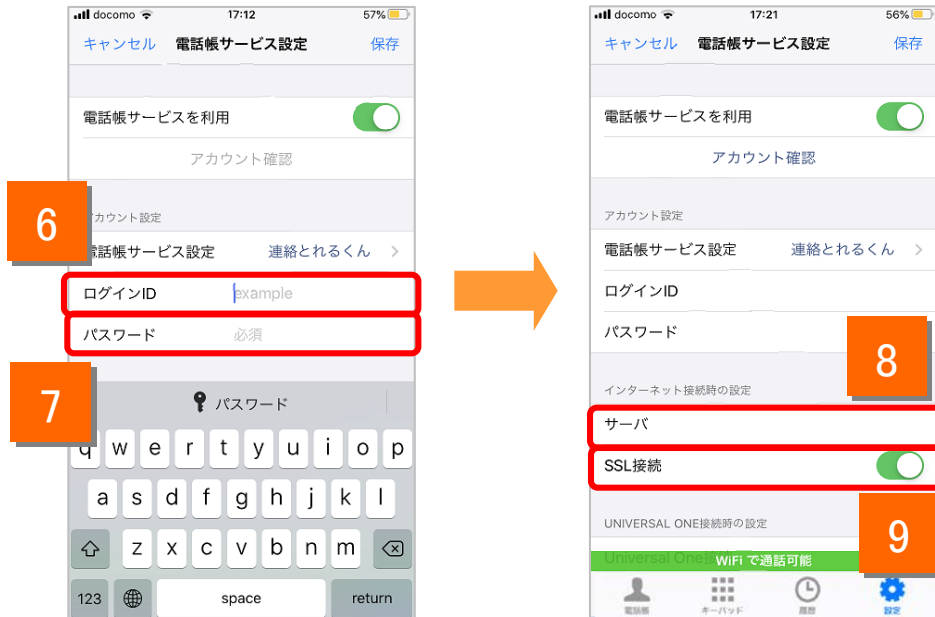 docomo 17:12 57%
キャンセル 電話帳サービス設定 保存
電話帳サービスを利用
アカウント確認
6
カウント設定
電話帳サービス設定 連絡とれるくん >
ログインID example
パスワード 必須
7
パスワード
q w e r t y u i o p
a s d f g h j k l
z x c v b n m
123 space return
docomo 17:21 56%
キャンセル 電話帳サービス設定 保存
電話帳サービスを利用
アカウント確認
アカウント設定
電話帳サービス設定 連絡とれるくん >
ログインID
パスワード
8
インターネット接続時の設定
サーバ
SSL接続
UNIVERSAL ONE接続時の設定
9
Universal One
WiFi で通話可能
電話帳 キーパッド 履歴 設定